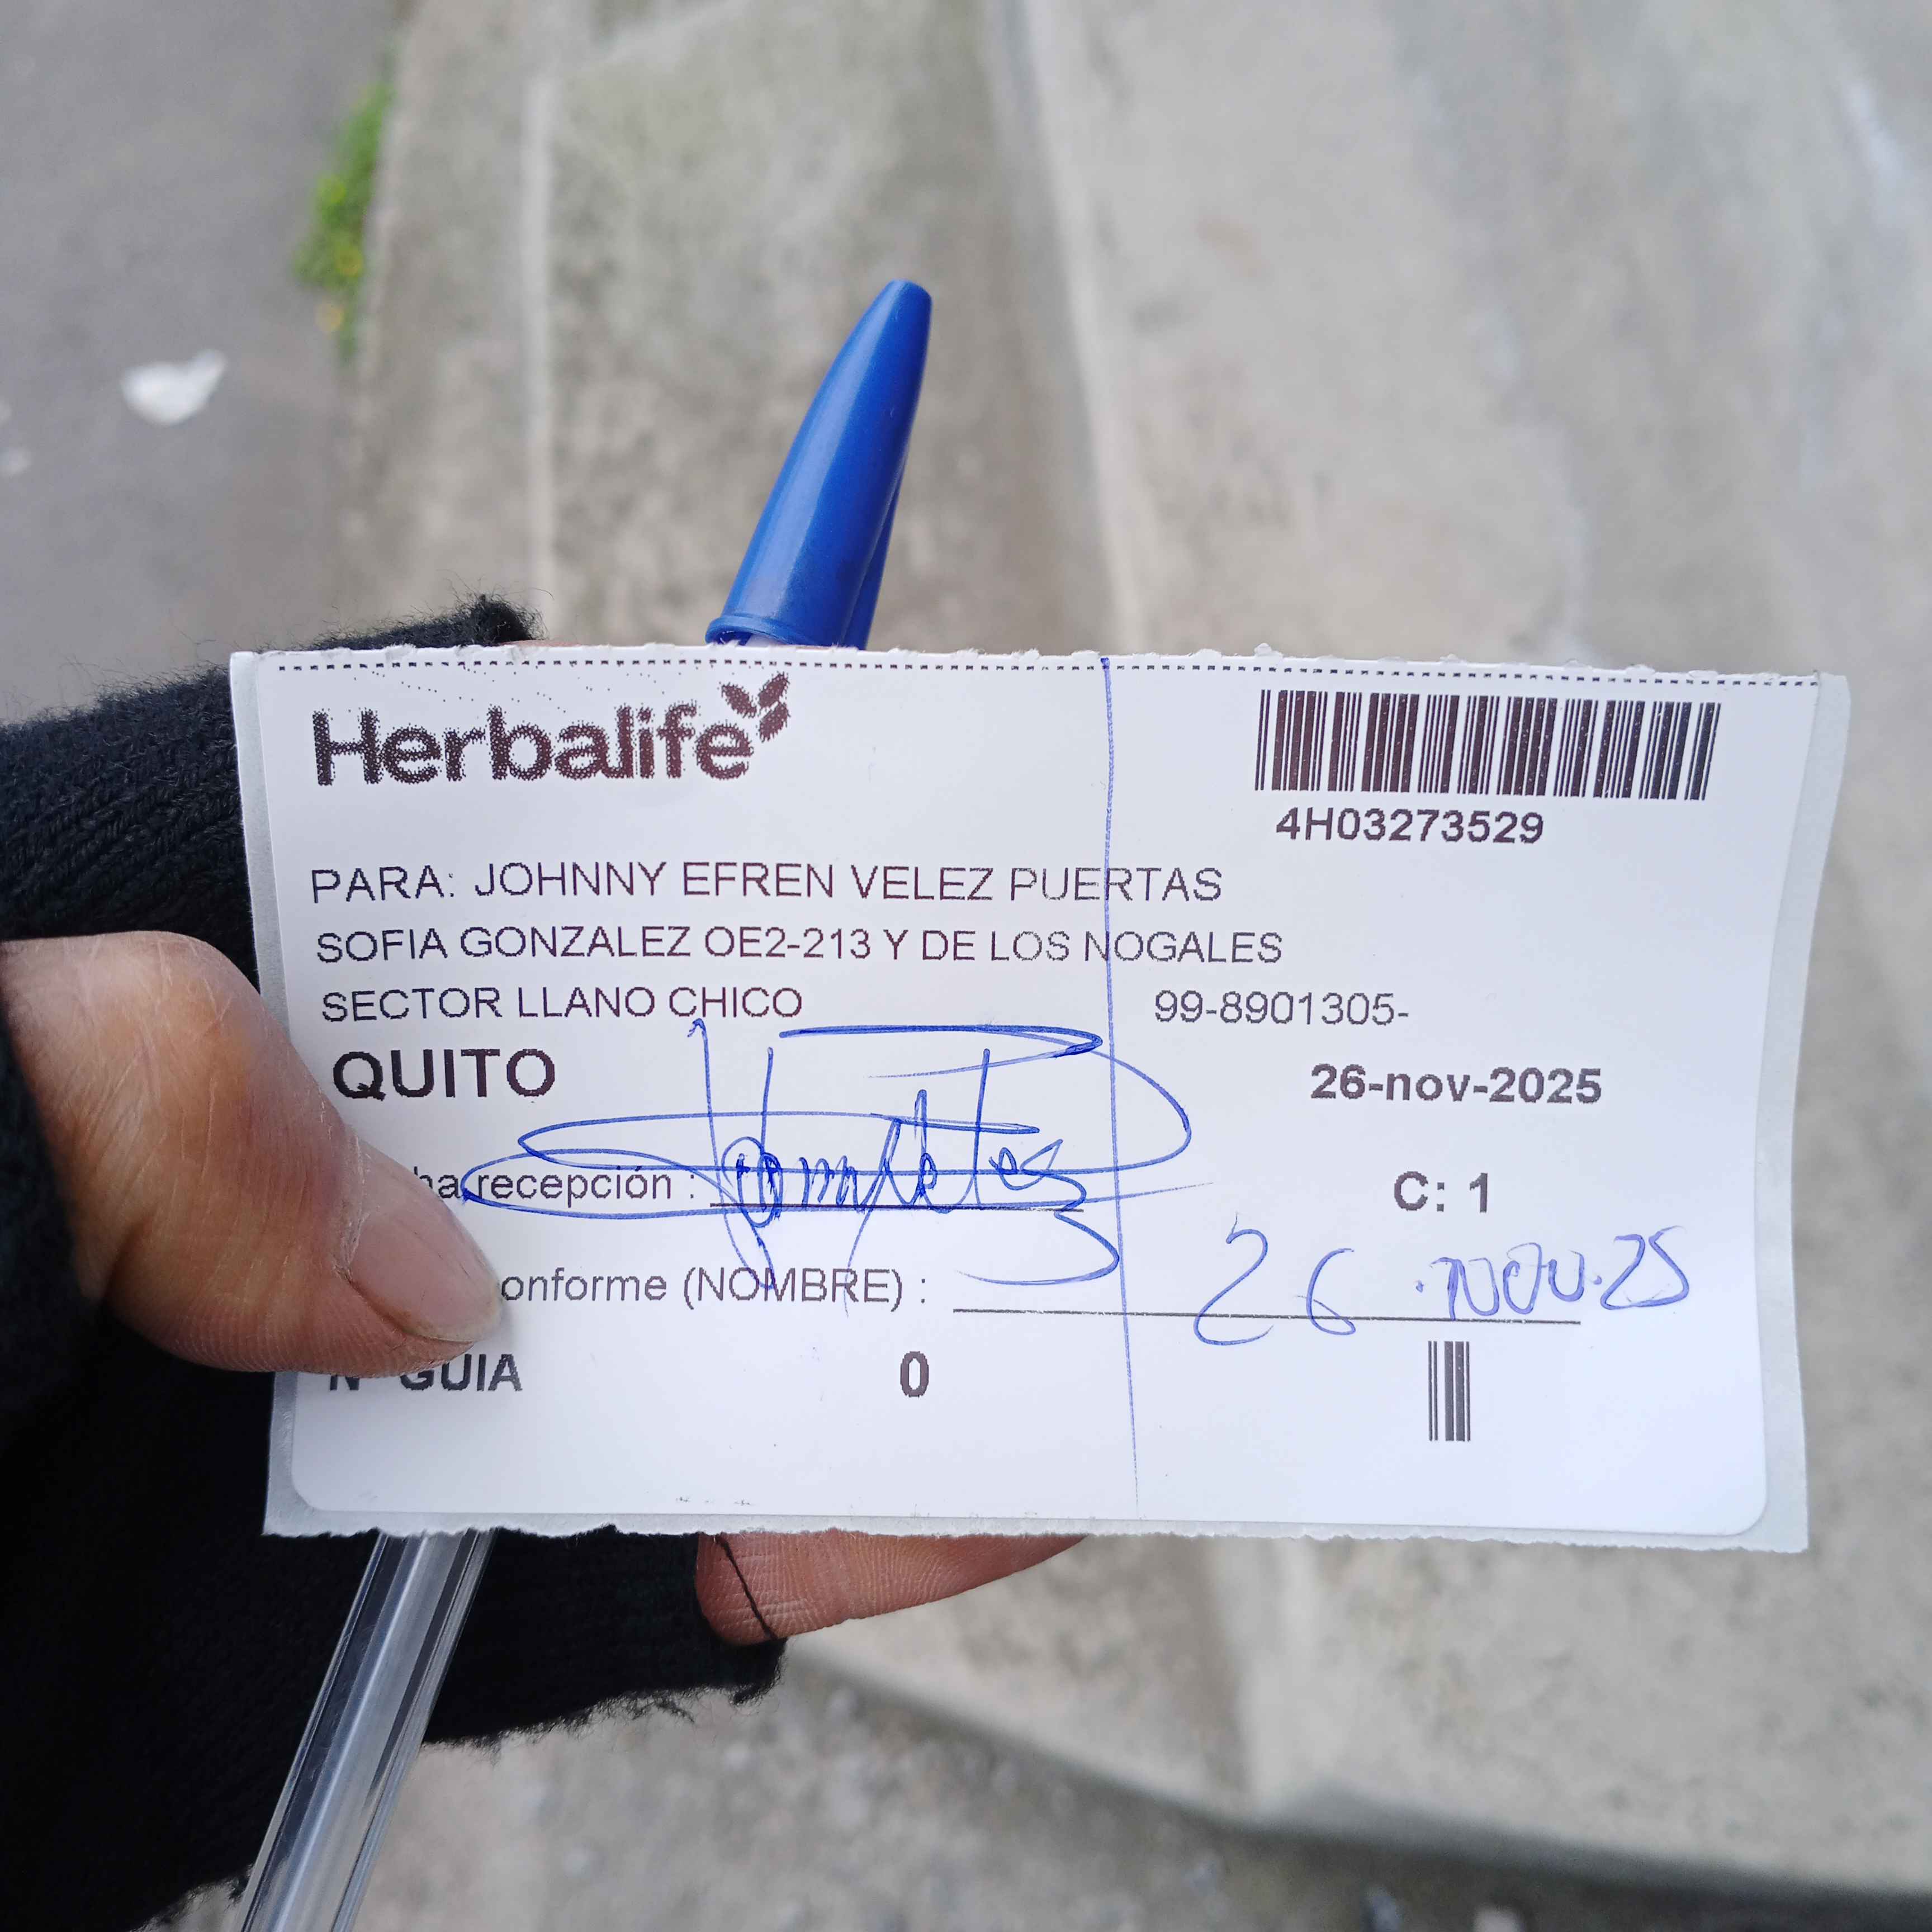 Herbalife
4H03273529
PARA: JOHNNY EFREN VELEZ PUERTAS
SOFIA GONZALEZ OE2-213 Y DE LOS NOGALES
SECTOR LLANO CHICO 99-8901305-
QUITO 26-nov-2025
recepción : C: 1
26 . NOV. 25
(NOMBRE) :
GUIA 0